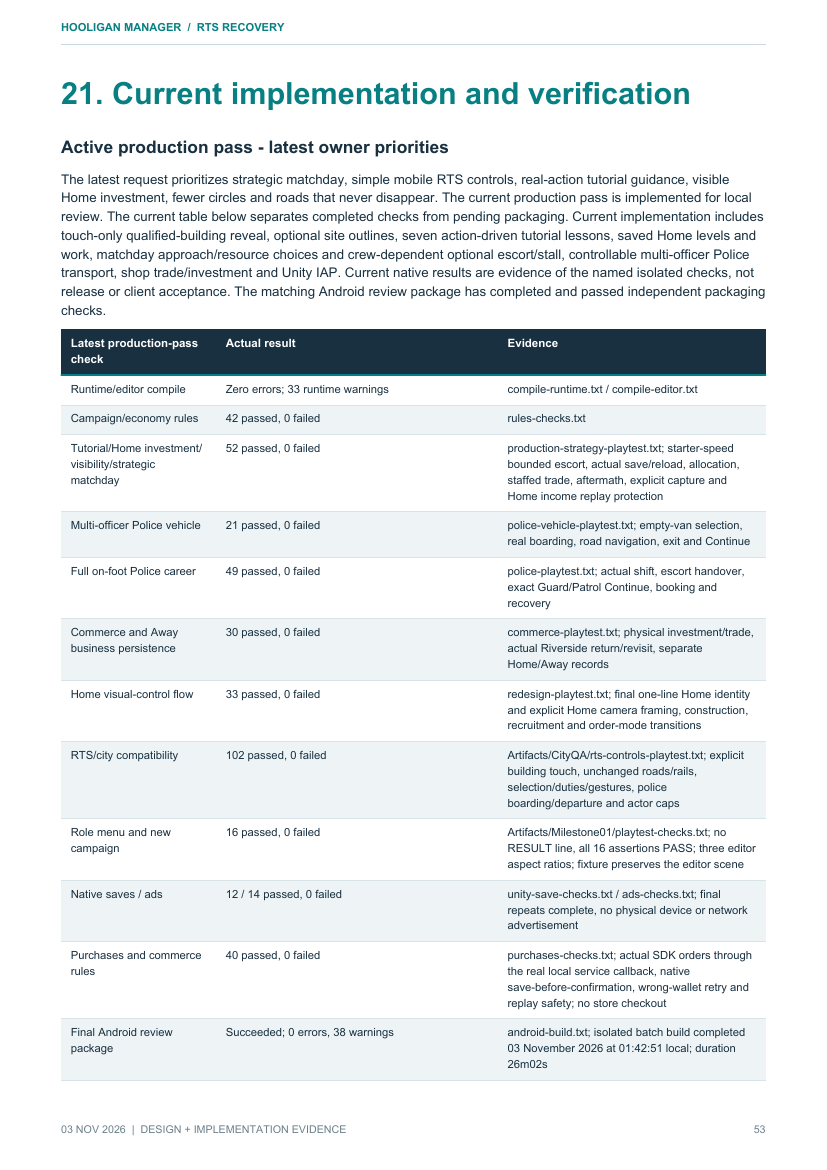 HOOLIGAN MANAGER / RTS RECOVERY
21. Current implementation and verification
Active production pass - latest owner priorities
The latest request prioritizes strategic matchday, simple mobile RTS controls, real-action tutorial guidance, visible
Home investment, fewer circles and roads that never disappear. The current production pass is implemented for local
review. The current table below separates completed checks from pending packaging. Current implementation includes
touch-only qualified-building reveal, optional site outlines, seven action-driven tutorial lessons, saved Home levels and
work, matchday approach/resource choices and crew-dependent optional escort/stall, controllable multi-officer Police
transport, shop trade/investment and Unity IAP. Current native results are evidence of the named isolated checks, not
release or client acceptance. The matching Android review package has completed and passed independent packaging
checks.
Latest production-pass
check
Actual result
Evidence
Runtime/editor compile
Zero errors; 33 runtime warnings
compile-runtime.txt / compile-editor.txt
Campaign/economy rules
42 passed, 0 failed
rules-checks.txt
Tutorial/Home investment/
visibility/strategic
matchday
52 passed, 0 failed
production-strategy-playtest.txt; starter-speed
bounded escort, actual save/reload, allocation,
staffed trade, aftermath, explicit capture and
Home income replay protection
Multi-officer Police vehicle
21 passed, 0 failed
police-vehicle-playtest.txt; empty-van selection,
real boarding, road navigation, exit and Continue
Full on-foot Police career
49 passed, 0 failed
police-playtest.txt; actual shift, escort handover,
exact Guard/Patrol Continue, booking and
recovery
Commerce and Away
business persistence
30 passed, 0 failed
commerce-playtest.txt; physical investment/trade,
actual Riverside return/revisit, separate
Home/Away records
Home visual-control flow
33 passed, 0 failed
redesign-playtest.txt; final one-line Home identity
and explicit Home camera framing, construction,
recruitment and order-mode transitions
RTS/city compatibility
102 passed, 0 failed
Artifacts/CityQA/rts-controls-playtest.txt; explicit
building touch, unchanged roads/rails,
selection/duties/gestures, police
boarding/departure and actor caps
Role menu and new
campaign
16 passed, 0 failed
Artifacts/Milestone01/playtest-checks.txt; no
RESULT line, all 16 assertions PASS; three editor
aspect ratios; fixture preserves the editor scene
Native saves / ads
12 / 14 passed, 0 failed
unity-save-checks.txt / ads-checks.txt; final
repeats complete, no physical device or network
advertisement
Purchases and commerce
rules
40 passed, 0 failed
purchases-checks.txt; actual SDK orders through
the real local service callback, native
save-before-confirmation, wrong-wallet retry and
replay safety; no store checkout
Final Android review
package
Succeeded; 0 errors, 38 warnings
android-build.txt; isolated batch build completed
03 November 2026 at 01:42:51 local; duration
26m02s
03 NOV 2026 | DESIGN + IMPLEMENTATION EVIDENCE
53